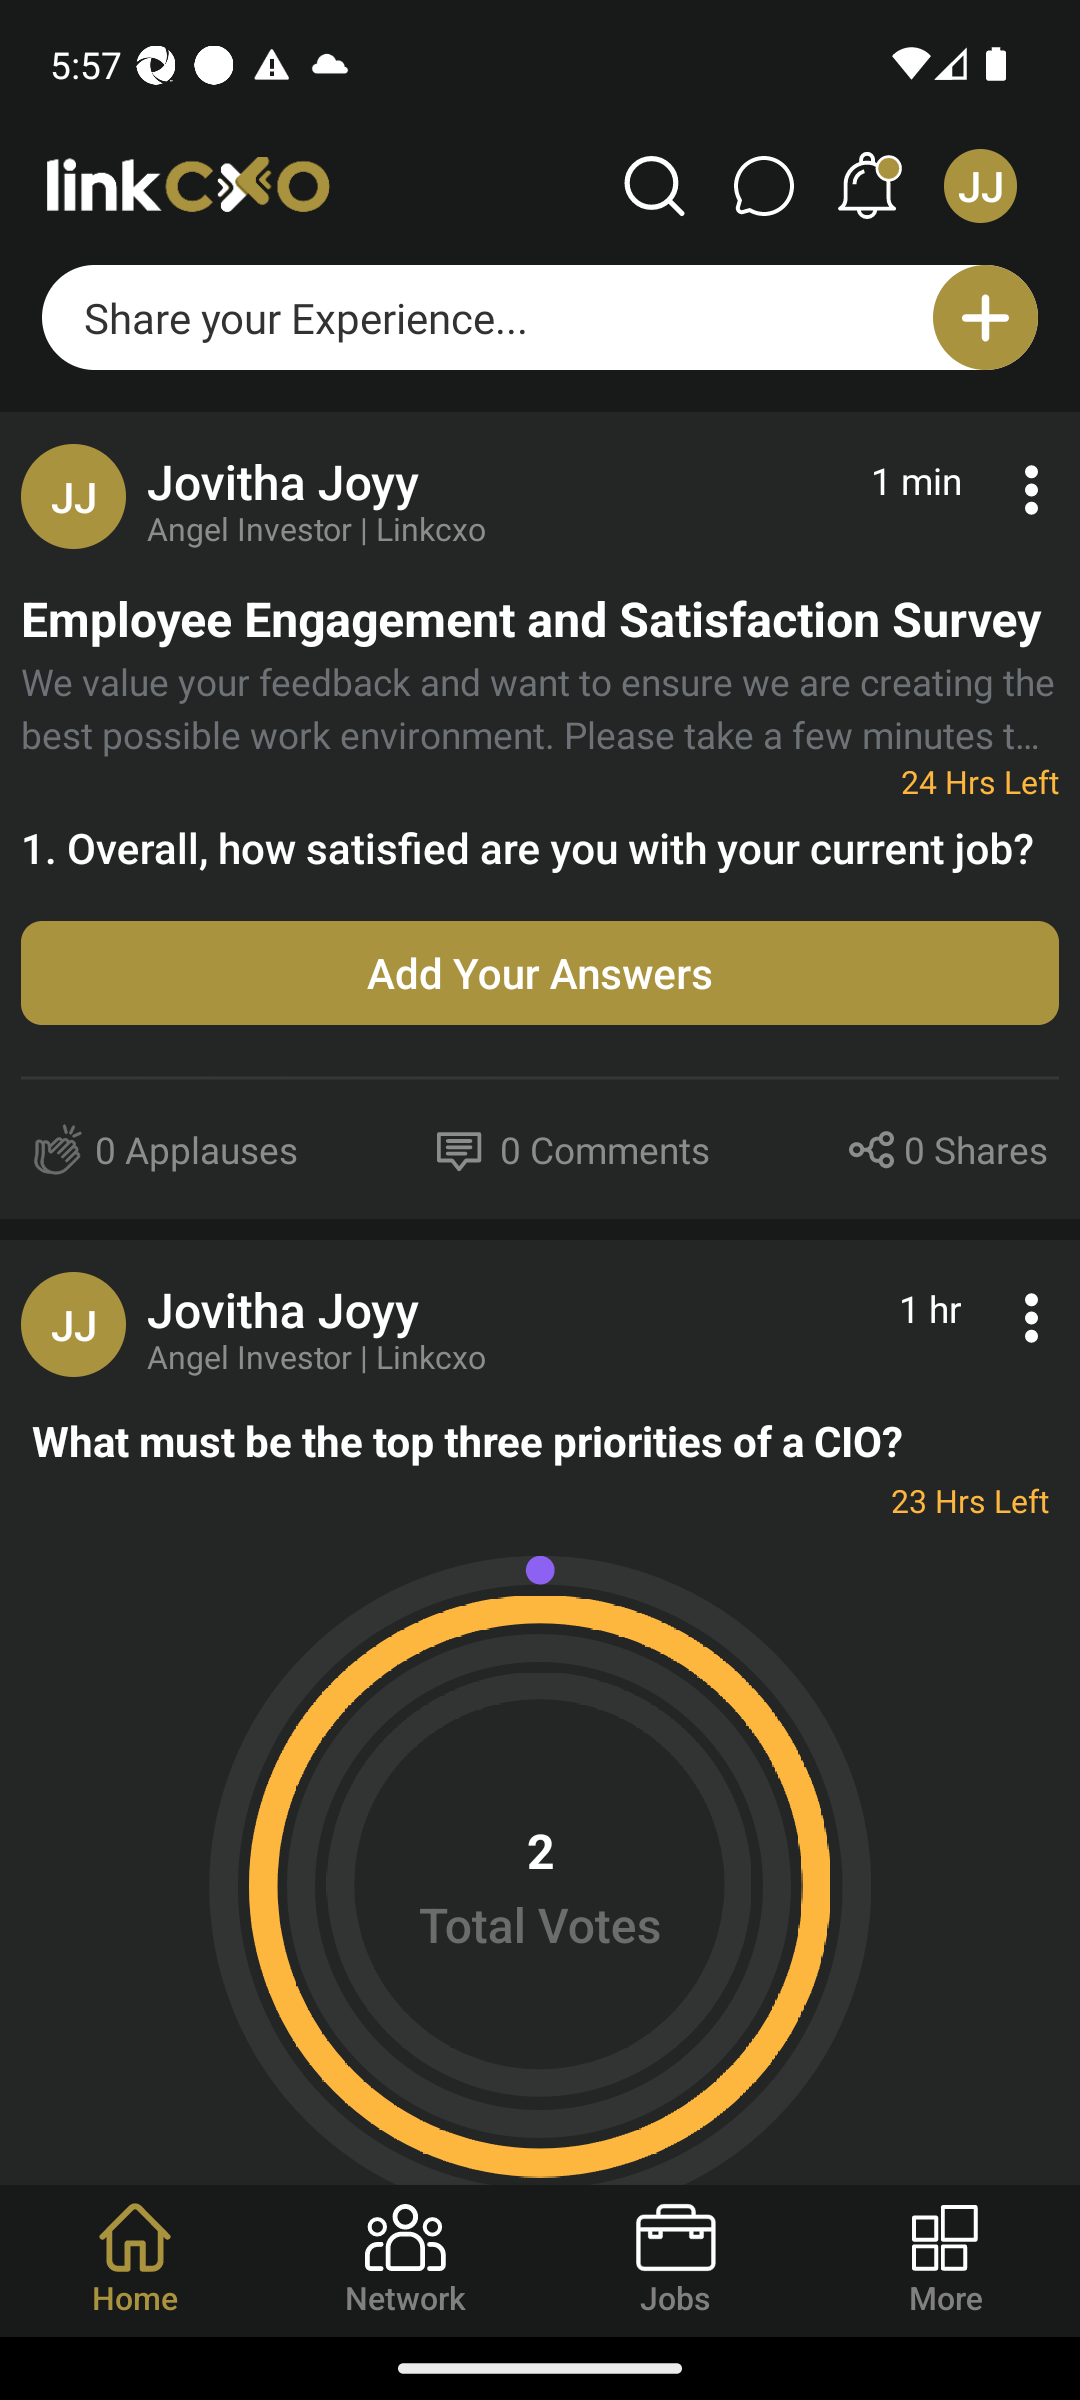 5:57
linkcxo
JJ
Share your Experience...
JJ
Jovitha Joyy
1 min
Angel Investor | Linkcxo
Employee Engagement and Satisfaction Survey
We value your feedback and want to ensure we are creating the
best possible work environment. Please take a few minutes t...
24 Hrs Left
1. Overall, how satisfied are you with your current job?
Add Your Answers
0 Applauses
0 Comments
0 Shares
JJ
Jovitha Joyy
1 hr
Angel Investor | Linkcxo
What must be the top three priorities of a CIO?
23 Hrs Left
2
Total Votes
Home
Network
Jobs
More